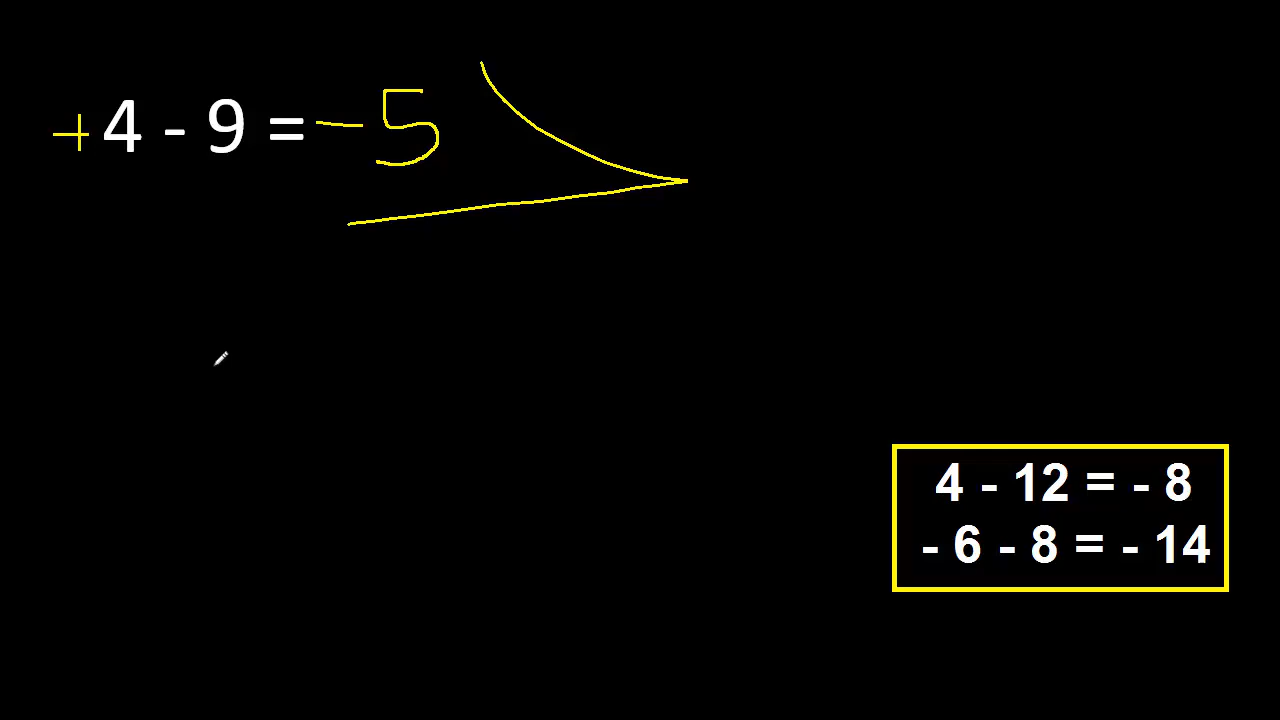 +4 - 9 = -5
4 - 12 = - 8
- 6 - 8 = - 14